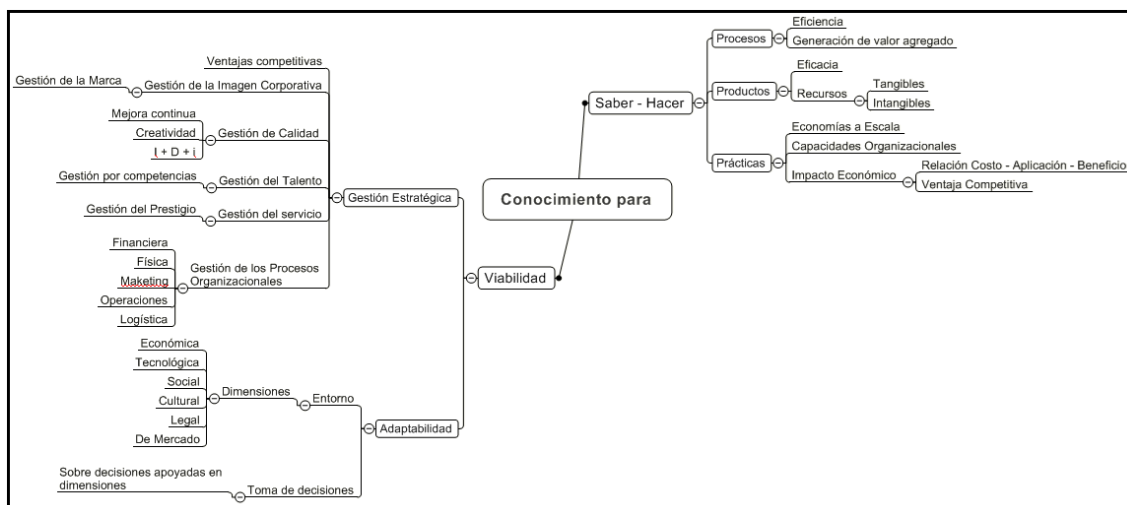 Conocimiento para
Saber - Hacer
Procesos
Eficiencia
Generación de valor agregado
Productos
Eficacia
Recursos
Tangibles
Intangibles
Prácticas
Economías a Escala
Capacidades Organizacionales
Impacto Económico
Relación Costo - Aplicación - Beneficio
Ventaja Competitiva
Viabilidad
Gestión Estratégica
Ventajas competitivas
Gestión de la Imagen Corporativa
Gestión de la Marca
Gestión de Calidad
Mejora continua
Creatividad
I + D + i
Gestión del Talento
Gestión por competencias
Gestión del servicio
Gestión del Prestigio
Gestión de los Procesos
Organizacionales
Financiera
Física
Maketing
Operaciones
Logística
Adaptabilidad
Entorno
Dimensiones
Económica
Tecnológica
Social
Cultural
Legal
De Mercado
Toma de decisiones
Sobre decisiones apoyadas en
dimensiones